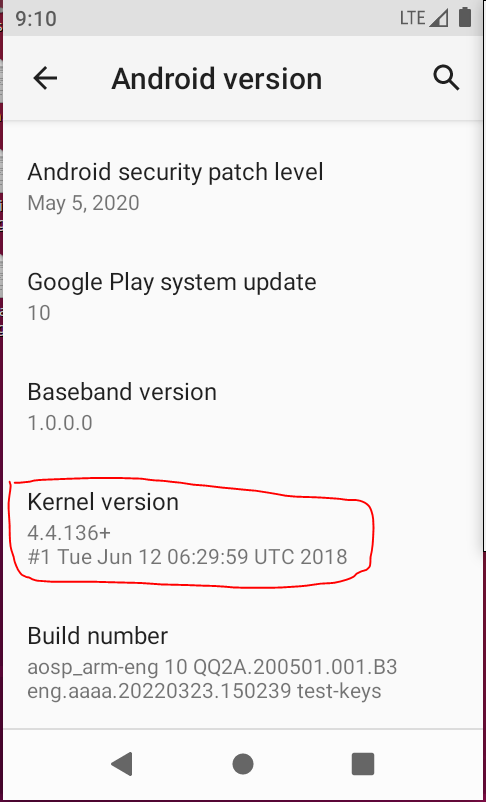 9:10
LTE
Android version
Android security patch level
May 5, 2020
Google Play system update
10
Baseband version
1.0.0.0
Kernel version
4.4.136+
#1 Tue Jun 12 06:29:59 UTC 2018
Build number
aosp_arm-eng 10 QQ2A.200501.001.B3
eng.aaaa.20220323.150239 test-keys